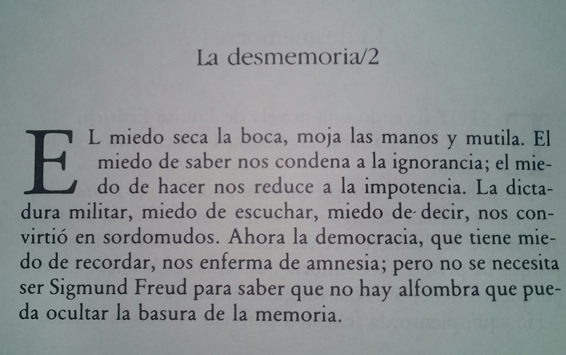 La desmemoria/2
EL miedo seca la boca, moja las manos y mutila. El
miedo de saber nos condena a la ignorancia; el mie-
do de hacer nos reduce a la impotencia. La dicta-
dura militar, miedo de escuchar, miedo de decir, nos con-
virtió en sordomudos. Ahora la democracia, que tiene mie-
do de recordar, nos enferma de amnesia; pero no se necesita
ser Sigmund Freud para saber que no hay alfombra que pue-
da ocultar la basura de la memoria.